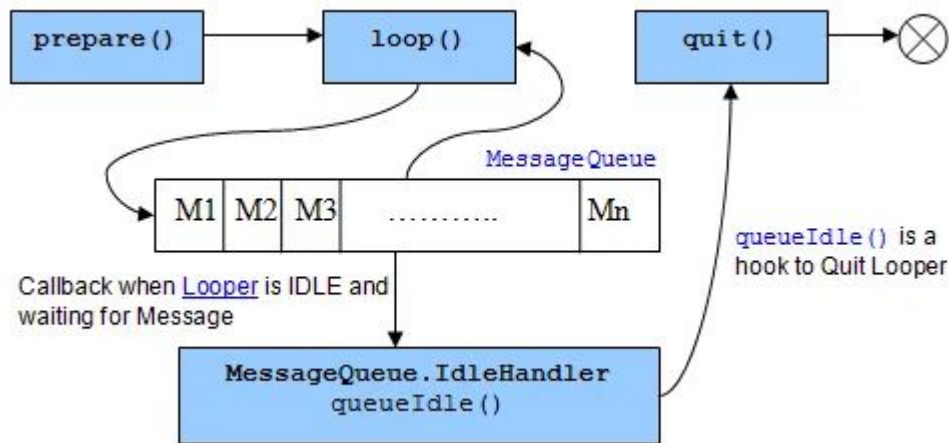 prepare()
loop()
quit()
MessageQueue
M1 M2 M3 ……….. Mn
queueIdle() is a
hook to Quit Looper
Callback when Looper is IDLE and
waiting for Message
MessageQueue.IdleHandler
queueIdle()